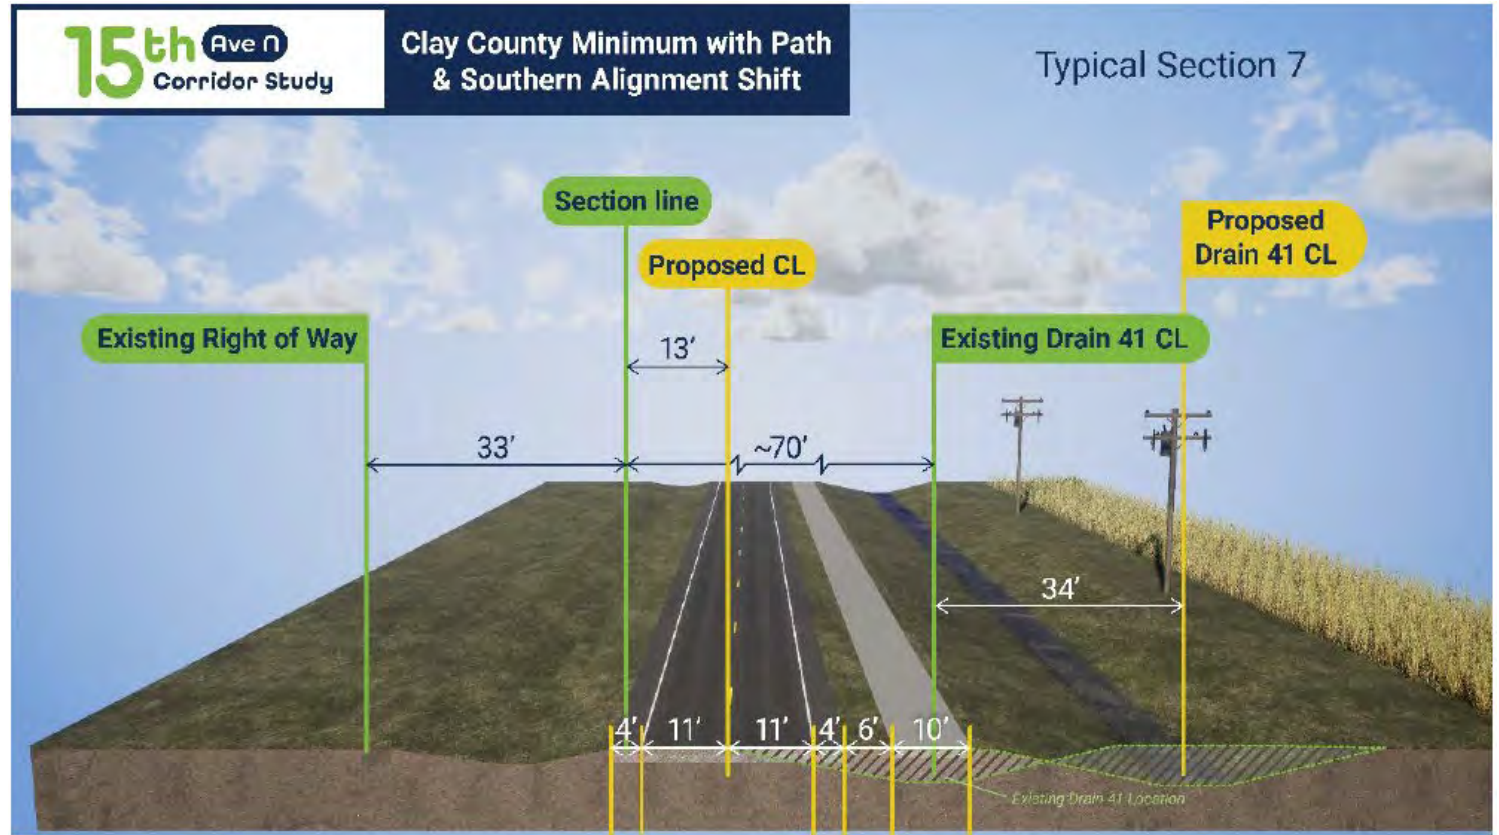 15th Ave N
Corridor Study
Clay County Minimum with Path
& Southern Alignment Shift
Typical Section 7
Section line
Proposed
Drain 41 CL
Proposed CL
Existing Right of Way
13'
Existing Drain 41 CL
33'
~70'
34'
4' 11' 11' 4' 6' 10'
Existing Drain 41 Location